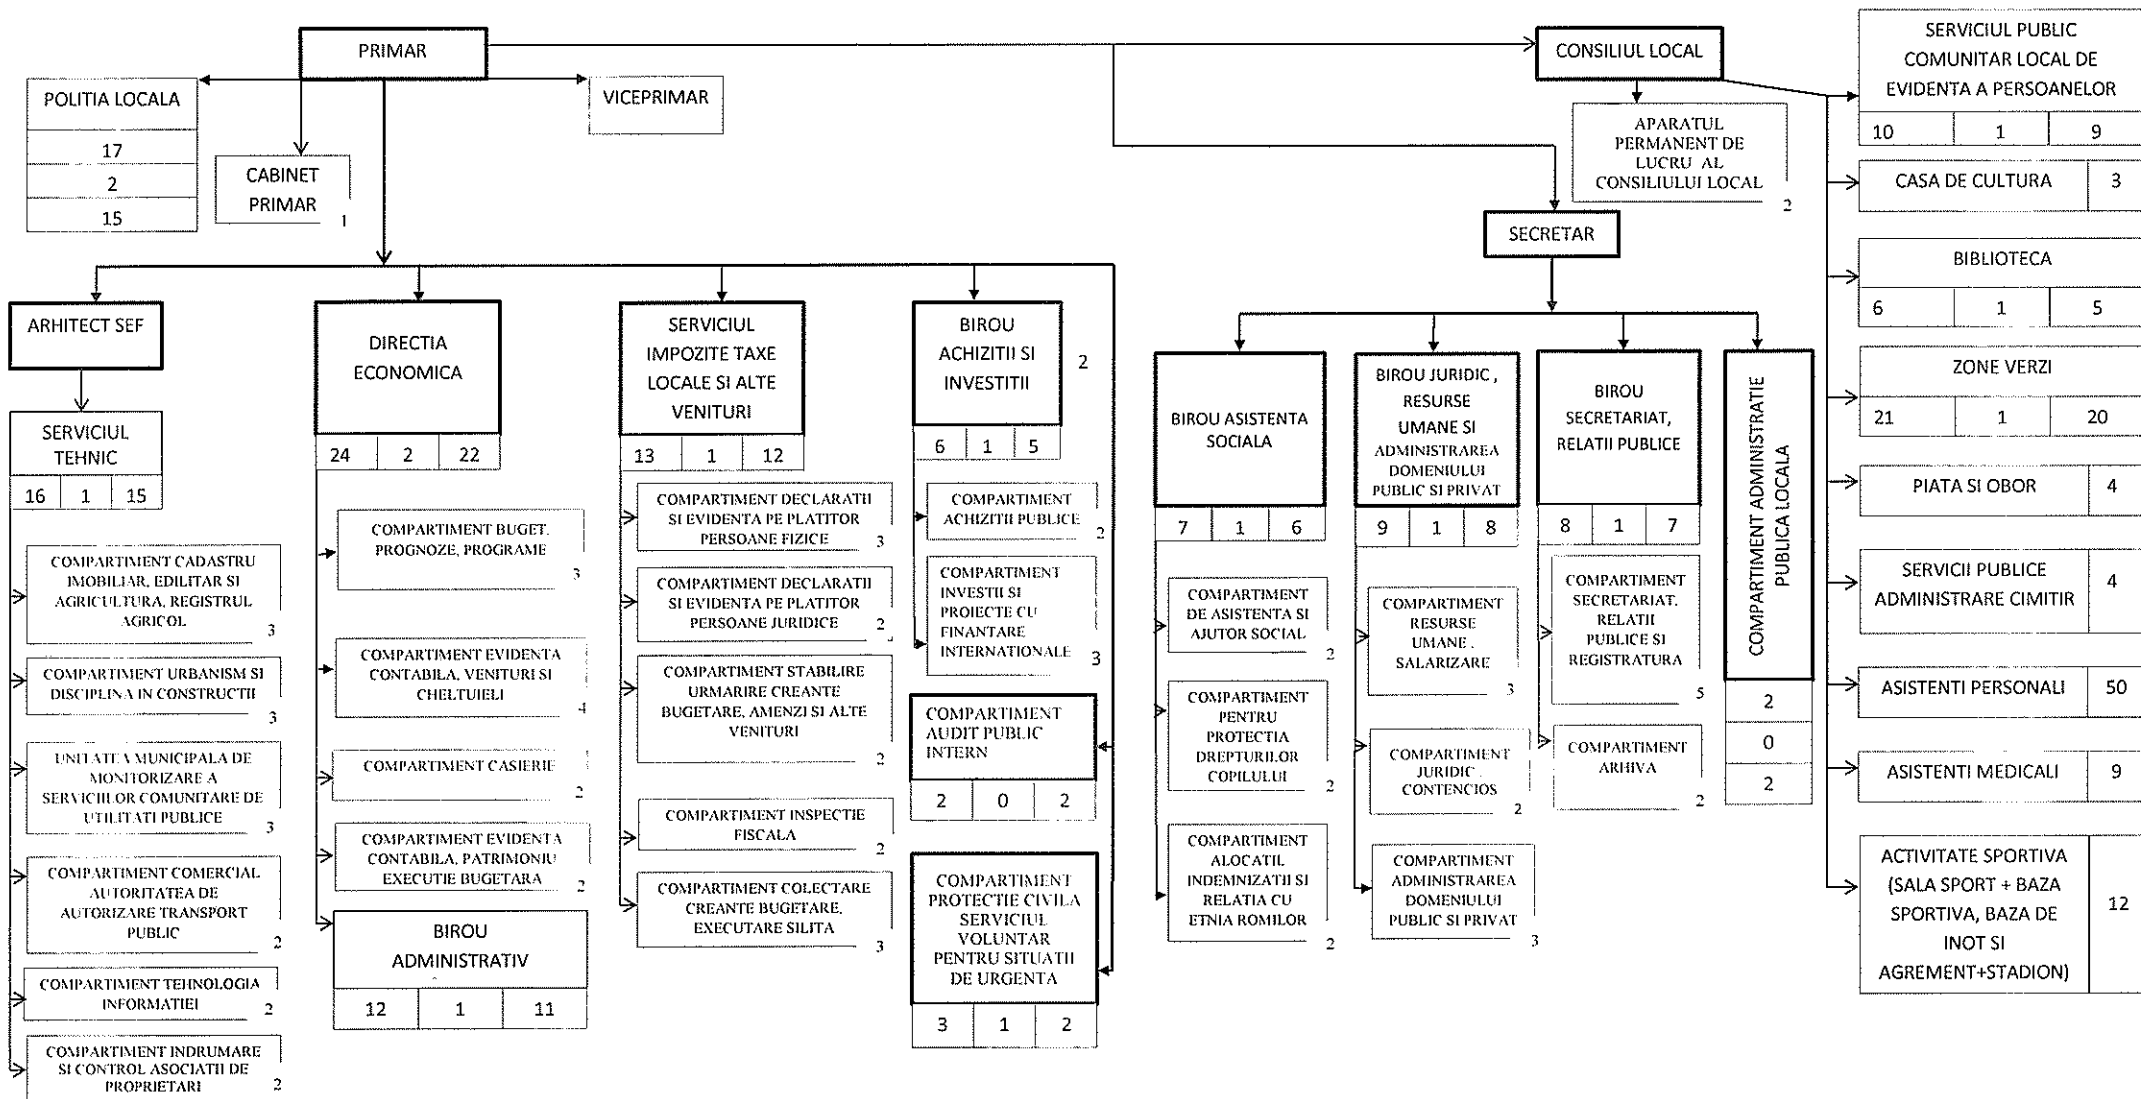 PRIMAR
CONSILIUL LOCAL
POLITIA LOCALA
17
2
15
CABINET
PRIMAR
1
VICEPRIMAR
APARATUL
PERMANENT DE
LUCRU AL
CONSILIULUI LOCAL
2
SECRETAR
SERVICIUL PUBLIC
COMUNITAR LOCAL DE
EVIDENTA A PERSOANELOR
10 1 9
CASA DE CULTURA 3
BIBLIOTECA
6 1 5
ZONE VERZI
21 1 20
PIATA SI OBOR 4
SERVICII PUBLICE
ADMINISTRARE CIMITIR
4
ASISTENTI PERSONALI 50
ASISTENTI MEDICALI 9
ACTIVITATE SPORTIVA
(SALA SPORT + BAZA
SPORTIVA, BAZA DE
INOT SI
AGREMENT+STADION)
12
ARHITECT SEF
SERVICIUL
TEHNIC
16 1 15
COMPARTIMENT CADASTRU
IMOBILIAR, EDILITAR SI
AGRICULTURA, REGISTRUL
AGRICOL
3
COMPARTIMENT URBANISM SI
DISCIPLINA IN CONSTRUCTII
3
UNITATEA MUNICIPALA DE
MONITORIZARE A
SERVICIILOR COMUNITARE DE
UTILITATI PUBLICE
3
COMPARTIMENT COMERCIAL
AUTORITATEA DE
AUTORIZARE TRANSPORT
PUBLIC
2
COMPARTIMENT TEHNOLOGIA
INFORMATIEI
2
COMPARTIMENT INDRUMARE
SI CONTROL ASOCIATII DE
PROPRIETARI
2
DIRECTIA
ECONOMICA
24 2 22
COMPARTIMENT BUGET.
PROGNOZE, PROGRAME
3
COMPARTIMENT EVIDENTA
CONTABILA, VENITURI SI
CHELTUIELI
4
COMPARTIMENT CASIERIE
2
COMPARTIMENT EVIDENTA
CONTABILA, PATRIMONIU
EXECUTIE BUGETARA
2
BIROU
ADMINISTRATIV
12 1 11
SERVICIUL
IMPOZITE TAXE
LOCALE SI ALTE
VENITURI
13 1 12
COMPARTIMENT DECLARATII
SI EVIDENTA PE PLATITOR
PERSOANE FIZICE
3
COMPARTIMENT DECLARATII
SI EVIDENTA PE PLATITOR
PERSOANE JURIDICE
2
COMPARTIMENT STABILIRE
URMARIRE CREANTE
BUGETARE, AMENZI SI ALTE
VENITURI
2
COMPARTIMENT INSPECTIE
FISCALA
2
COMPARTIMENT COLECTARE
CREANTE BUGETARE,
EXECUTARE SILITA
3
BIROU
ACHIZITII SI
INVESTITII
2
6 1 5
COMPARTIMENT
ACHIZITII PUBLICE
2
COMPARTIMENT
INVESTII SI
PROIECTE CU
FINANTARE
INTERNATIONALE
3
COMPARTIMENT
AUDIT PUBLIC
INTERN
2 0 2
COMPARTIMENT
PROTECTIE CIVILA
SERVICIUL
VOLUNTAR
PENTRU SITUATII
DE URGENTA
3 1 2
BIROU ASISTENTA
SOCIALA
7 1 6
COMPARTIMENT
DE ASISTENTA SI
AJUTOR SOCIAL
2
COMPARTIMENT
PENTRU
PROTECTIA
DREPTURILOR
COPILULUI
2
COMPARTIMENT
ALOCATII,
INDEMNIZATII SI
RELATIA CU
ETNIA ROMILOR
2
BIROU JURIDIC ,
RESURSE
UMANE SI
ADMINISTRAREA
DOMENIULUI
PUBLIC SI PRIVAT
9 1 8
COMPARTIMENT
RESURSE
UMANE ,
SALARIZARE
3
COMPARTIMENT
JURIDIC ,
CONTENCIOS
2
COMPARTIMENT
ADMINISTRAREA
DOMENIULUI
PUBLIC SI PRIVAT
3
BIROU
SECRETARIAT,
RELATII PUBLICE
8 1 7
COMPARTIMENT
SECRETARIAT,
RELATII
PUBLICE SI
REGISTRATURA
5
COMPARTIMENT
ARHIVA
2
COMPARTIMENT ADMINISTRATIE
PUBLICA LOCALA
2
0
2